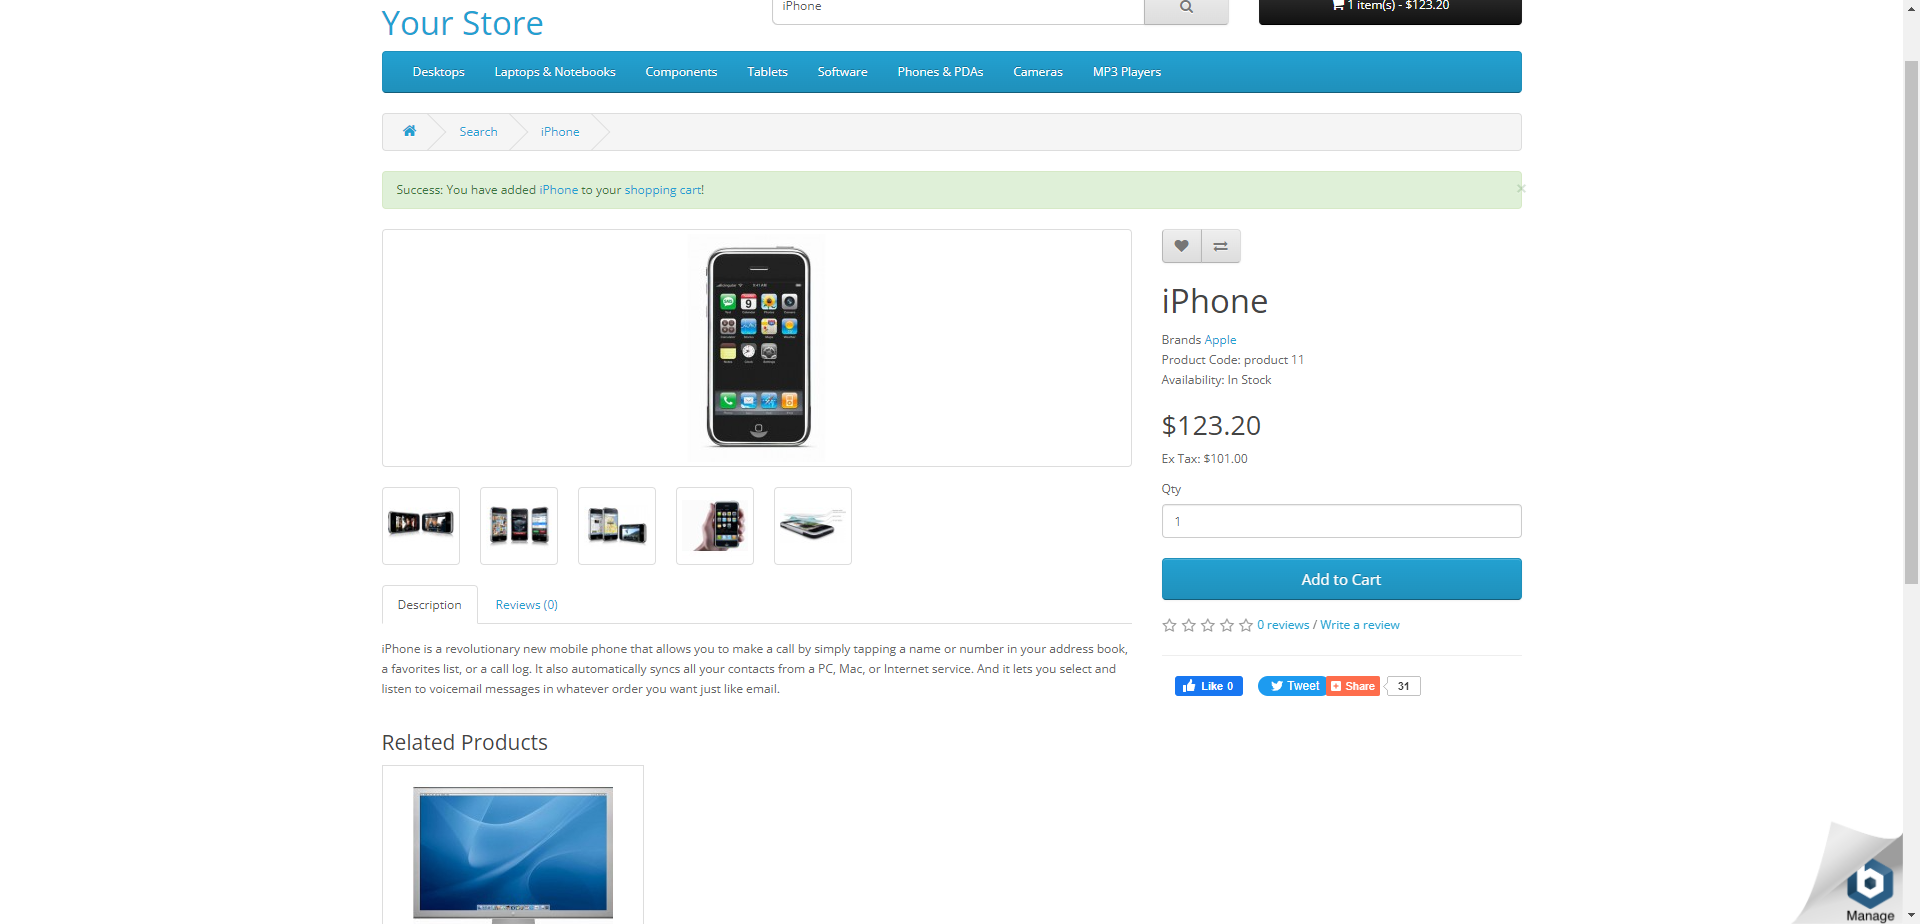 Your Store
iPhone
1 item(s) - $123.20
Desktops Laptops & Notebooks Components Tablets Software Phones & PDAs Cameras MP3 Players
Search iPhone
Success: You have added iPhone to your shopping cart!
×
iPhone
Brands Apple
Product Code: product 11
Availability: In Stock
$123.20
Ex Tax: $101.00
Qty
1
Add to Cart
0 reviews / Write a review
Like 0 Tweet Share 31
Description Reviews (0)
iPhone is a revolutionary new mobile phone that allows you to make a call by simply tapping a name or number in your address book,
a favorites list, or a call log. It also automatically syncs all your contacts from a PC, Mac, or Internet service. And it lets you select and
listen to voicemail messages in whatever order you want just like email.
Related Products
Manage